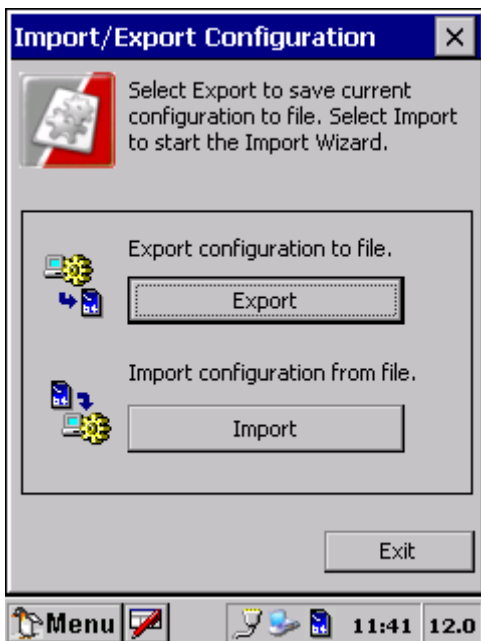 Import/Export Configuration
Select Export to save current
configuration to file. Select Import
to start the Import Wizard.
Export configuration to file.
Export
Import configuration from file.
Import
Exit
Menu 11:41 12.0